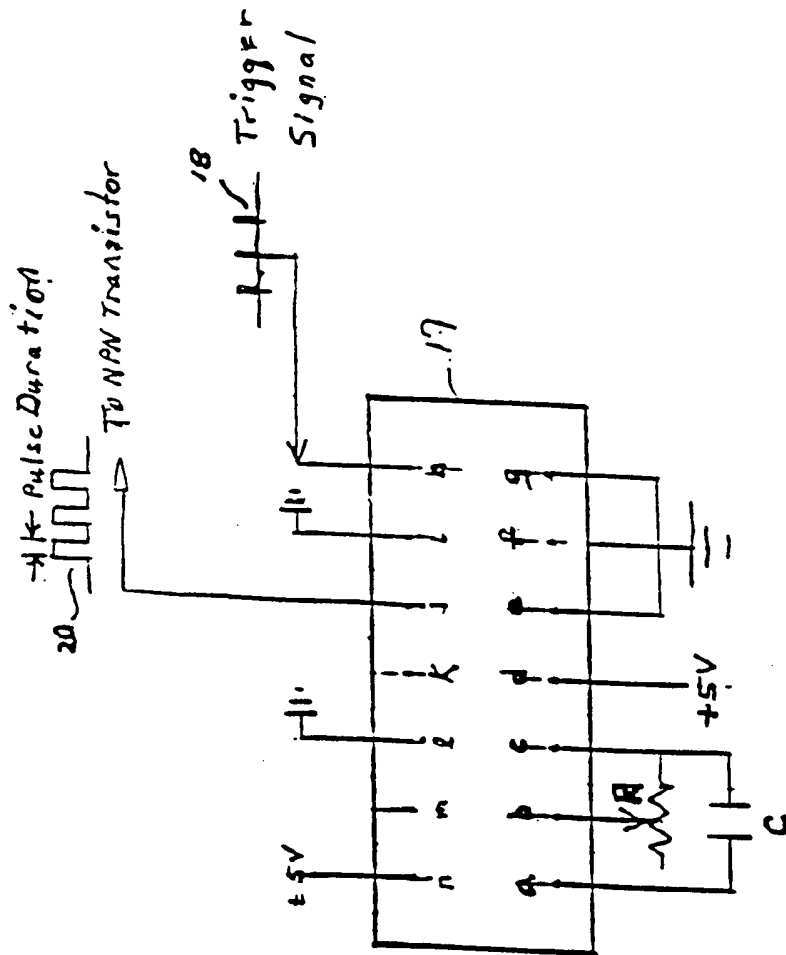 Pulse Duration
20
To NPN Transistor
18
Trigger
Signal
17
± 5V
n m l k j i h
a b c d e f g
R
C
+5V